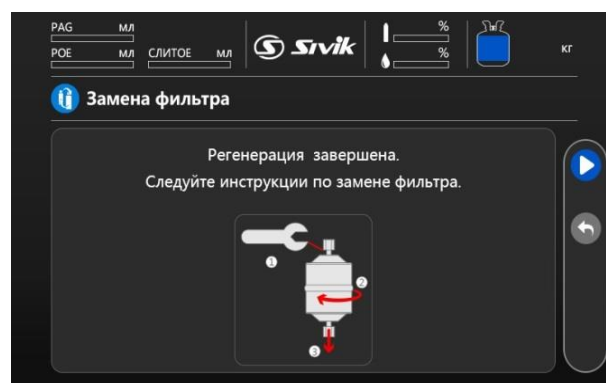 PAG мл
POE мл СЛИТОЕ мл
Sivik
%
%
кг
Замена фильтра
Регенерация завершена.
Следуйте инструкции по замене фильтра.
1
2
3